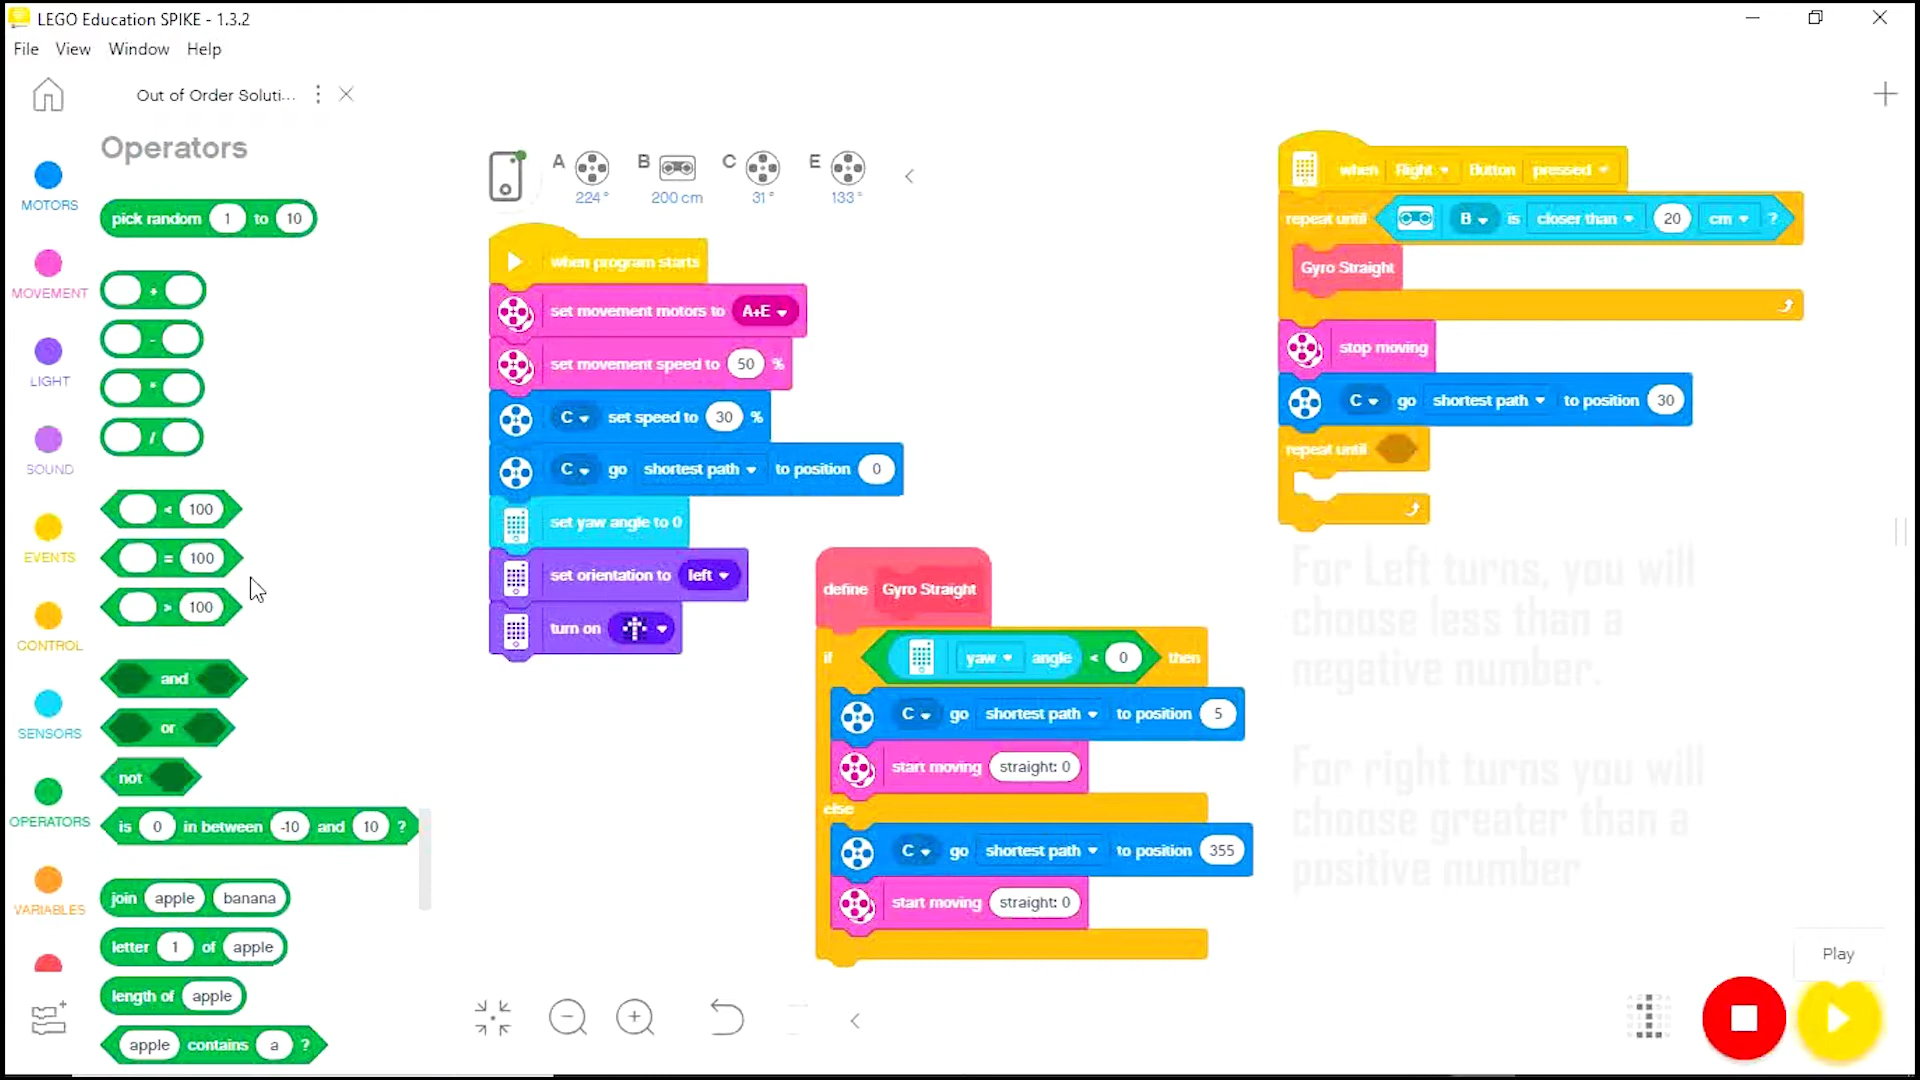 LEGO Education SPIKE - 1.3.2
File View Window Help
Out of Order Soluti...
Operators
MOTORS
MOVEMENT
LIGHT
SOUND
EVENTS
CONTROL
SENSORS
OPERATORS
VARIABLES
pick random 1 to 10
+
-
*
/
< 100
= 100
> 100
and
or
not
is 0 in between -10 and 10 ?
join apple banana
letter 1 of apple
length of apple
apple contains a ?
A B C E
224° 200 cm 31° 133°
when program starts
set movement motors to A+E
set movement speed to 50 %
C set speed to 30 %
C go shortest path to position 0
set yaw angle to 0
set orientation to left
turn on
define Gyro Straight
if yaw angle < 0 then
C go shortest path to position 5
start moving straight: 0
else
C go shortest path to position 355
start moving straight: 0
when Right Button pressed
repeat until B is closer than 20 cm ?
Gyro Straight
stop moving
C go shortest path to position 30
repeat until
For Left turns, you will
choose less than a
negative number.
For right turns you will
choose greater than a
positive number
Play